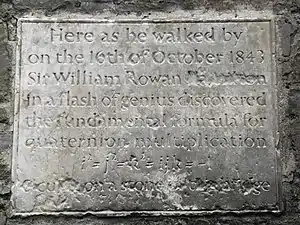 Here as he walked by
on the 16th of October 1843
Sir William Rowan Hamilton
In a flash of genius discovered
the fundamental formula for
quaternion multiplication
i² = j² = k² = ijk = −1
& cut it on a stone of this bridge